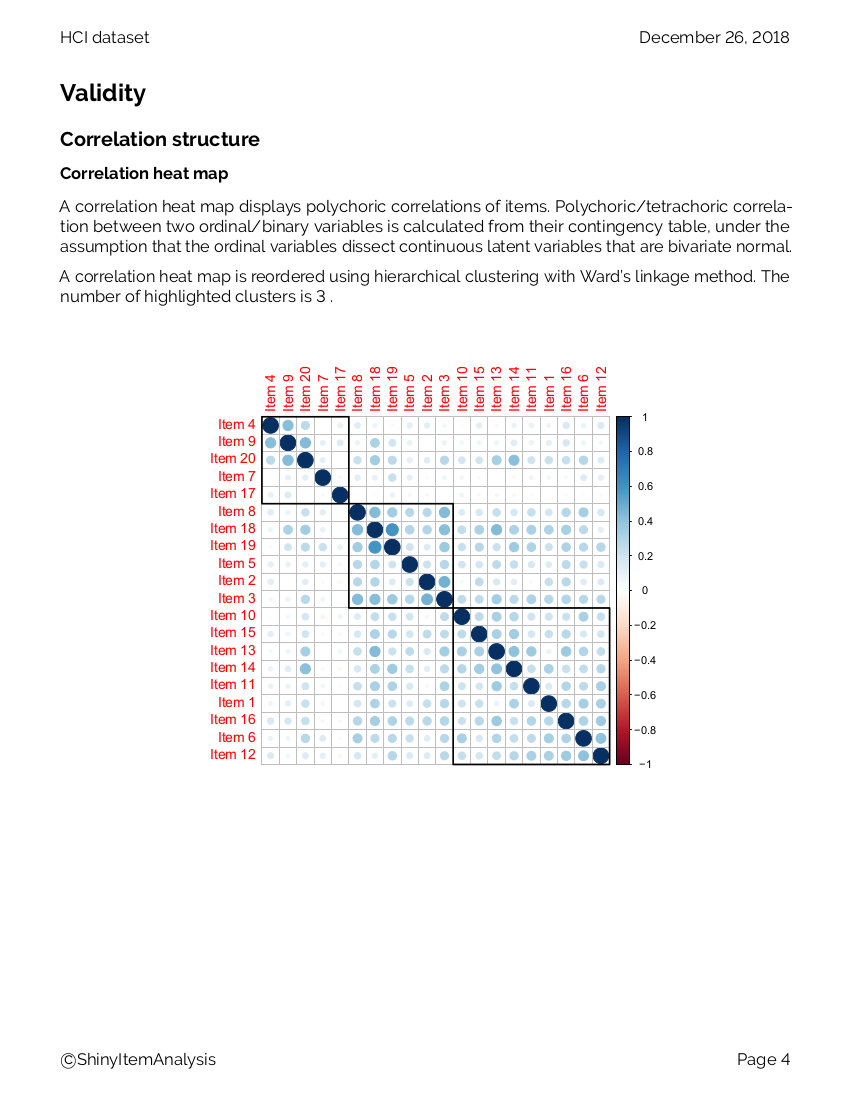 HCI dataset
December 26, 2018
Validity
Correlation structure
Correlation heat map
A correlation heat map displays polychoric correlations of items. Polychoric/tetrachoric correla-
tion between two ordinal/binary variables is calculated from their contingency table, under the
assumption that the ordinal variables dissect continuous latent variables that are bivariate normal.
A correlation heat map is reordered using hierarchical clustering with Ward's linkage method. The
number of highlighted clusters is 3 .
Item 4
Item 9
Item 20
Item 7
Item 17
Item 8
Item 18
Item 19
Item 5
Item 2
Item 3
Item 10
Item 15
Item 13
Item 14
Item 11
Item 1
Item 16
Item 6
Item 12
Item 4
Item 9
Item 20
Item 7
Item 17
Item 8
Item 18
Item 19
Item 5
Item 2
Item 3
Item 10
Item 15
Item 13
Item 14
Item 11
Item 1
Item 16
Item 6
Item 12
1
0.8
0.6
0.4
0.2
0
−0.2
−0.4
−0.6
−0.8
−1
©ShinyItemAnalysis
Page 4